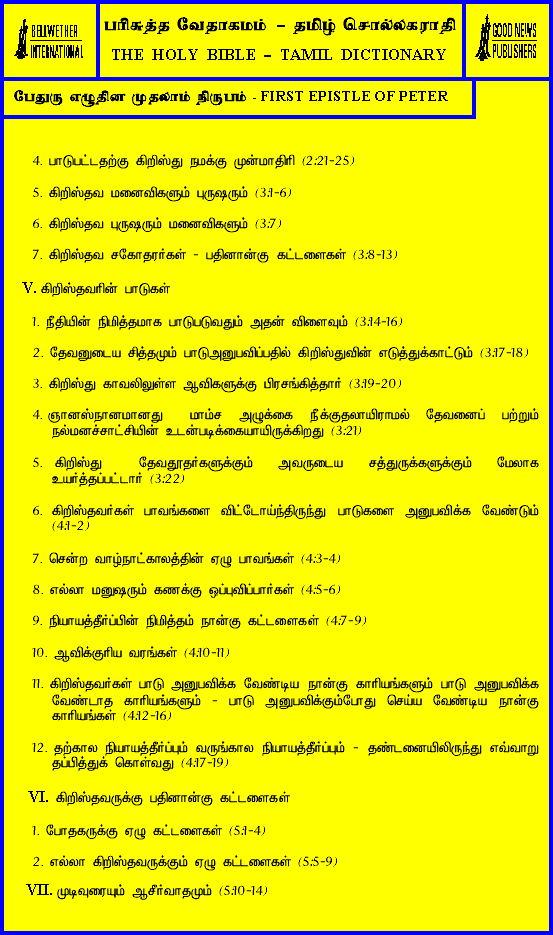 BELLWETHER
INTERNATIONAL
பரிசுத்த வேதாகமம் – தமிழ் சொல்லகராதி
THE HOLY BIBLE – TAMIL DICTIONARY
GOOD NEWS
PUBLISHERS
பேதுரு எழுதின முதலாம் நிருபம் - FIRST EPISTLE OF PETER
4. பாடுபட்டதற்கு கிறிஸ்து நமக்கு முன்மாதிரி (2:21-25)
5. கிறிஸ்தவ மனைவிகளும் புருஷரும் (3:1-6)
6. கிறிஸ்தவ புருஷரும் மனைவிகளும் (3:7)
7. கிறிஸ்தவ சகோதரர்கள் - பதினான்கு கட்டளைகள் (3:8-13)
V. கிறிஸ்தவரின் பாடுகள்
1. நீதியின் நிமித்தமாக பாடுபடுவதும் அதன் விளைவும் (3:14-16)
2. தேவனுடைய சித்தமும் பாடுஅனுபவிப்பதில் கிறிஸ்துவின் எடுத்துக்காட்டும் (3:17-18)
3. கிறிஸ்து காவலிலுள்ள ஆவிகளுக்கு பிரசங்கித்தார் (3:19-20)
4. ஞானஸ்நானமானது மாம்ச அழுக்கை நீக்குதலாயிராமல் தேவனைப் பற்றும்
நல்மனச்சாட்சியின் உடன்படிக்கையாயிருக்கிறது (3:21)
5. கிறிஸ்து தேவதூதர்களுக்கும் அவருடைய சத்துருக்களுக்கும் மேலாக
உயர்த்தப்பட்டார் (3:22)
6. கிறிஸ்தவர்கள் பாவங்களை விட்டோய்ந்திருந்து பாடுகளை அனுபவிக்க வேண்டும்
(4:1-2)
7. சென்ற வாழ்நாட்காலத்தின் ஏழு பாவங்கள் (4:3-4)
8. எல்லா மனுஷரும் கணக்கு ஒப்புவிப்பார்கள் (4:5-6)
9. நியாயத்தீர்ப்பின் நிமித்தம் நான்கு கட்டளைகள் (4:7-9)
10. ஆவிக்குரிய வரங்கள் (4:10-11)
11. கிறிஸ்தவர்கள் பாடு அனுபவிக்க வேண்டிய நான்கு காரியங்களும் பாடு அனுபவிக்க
வேண்டாத காரியங்களும் - பாடு அனுபவிக்கும்போது செய்ய வேண்டிய நான்கு
காரியங்கள் (4:12-16)
12. தற்கால நியாயத்தீர்ப்பும் வருங்கால நியாயத்தீர்ப்பும் - தண்டனையிலிருந்து எவ்வாறு
தப்பித்துக் கொள்வது (4:17-19)
VI. கிறிஸ்தவருக்கு பதினான்கு கட்டளைகள்
1. போதகருக்கு ஏழு கட்டளைகள் (5:1-4)
2. எல்லா கிறிஸ்தவருக்கும் ஏழு கட்டளைகள் (5:5-9)
VII. முடிவுரையும் ஆசீர்வாதமும் (5:10-14)